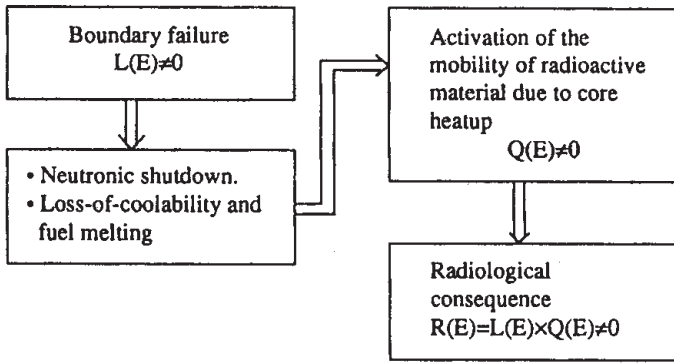 Boundary failure
L(E)≠0
• Neutronic shutdown.
• Loss-of-coolability and
fuel melting
Activation of the
mobility of radioactive
material due to core
heatup
Q(E)≠0
Radiological
consequence
R(E)=L(E)×Q(E)≠0